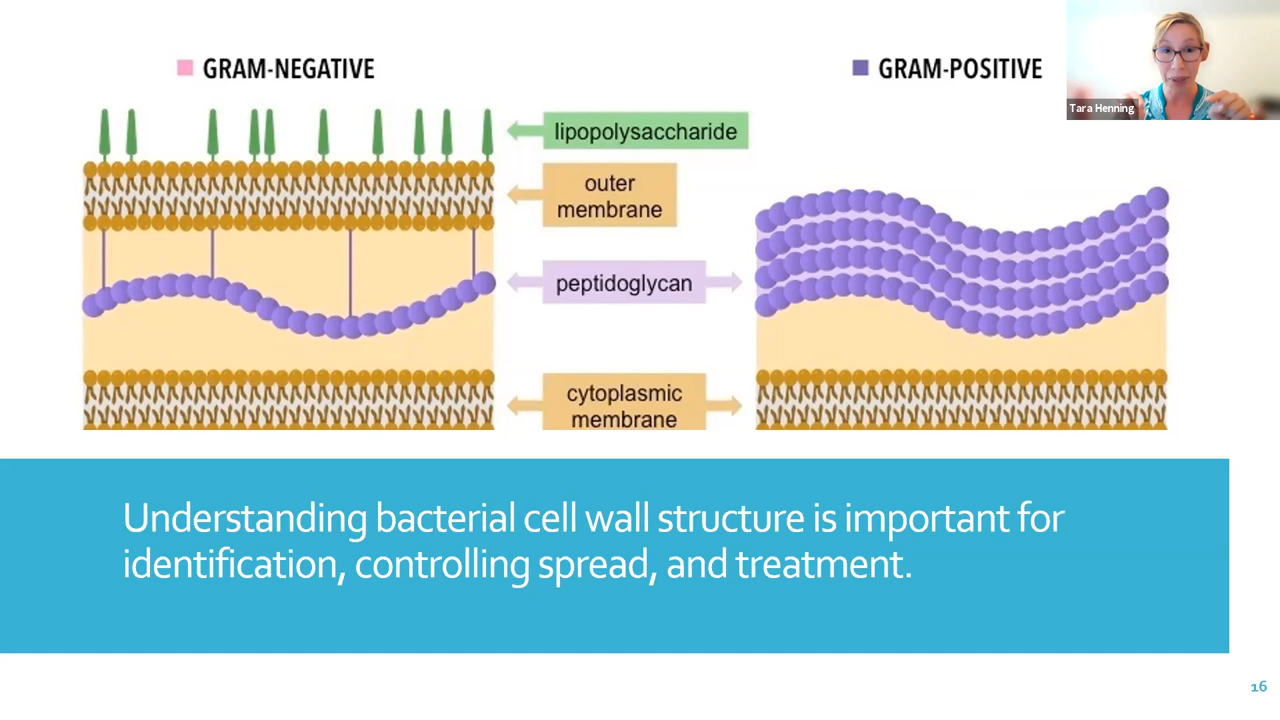 GRAM-NEGATIVE
GRAM-POSITIVE
Tara Henning
lipopolysaccharide
outer
membrane
peptidoglycan
cytoplasmic
membrane
Understanding bacterial cell wall structure is important for
identification, controlling spread, and treatment.
16